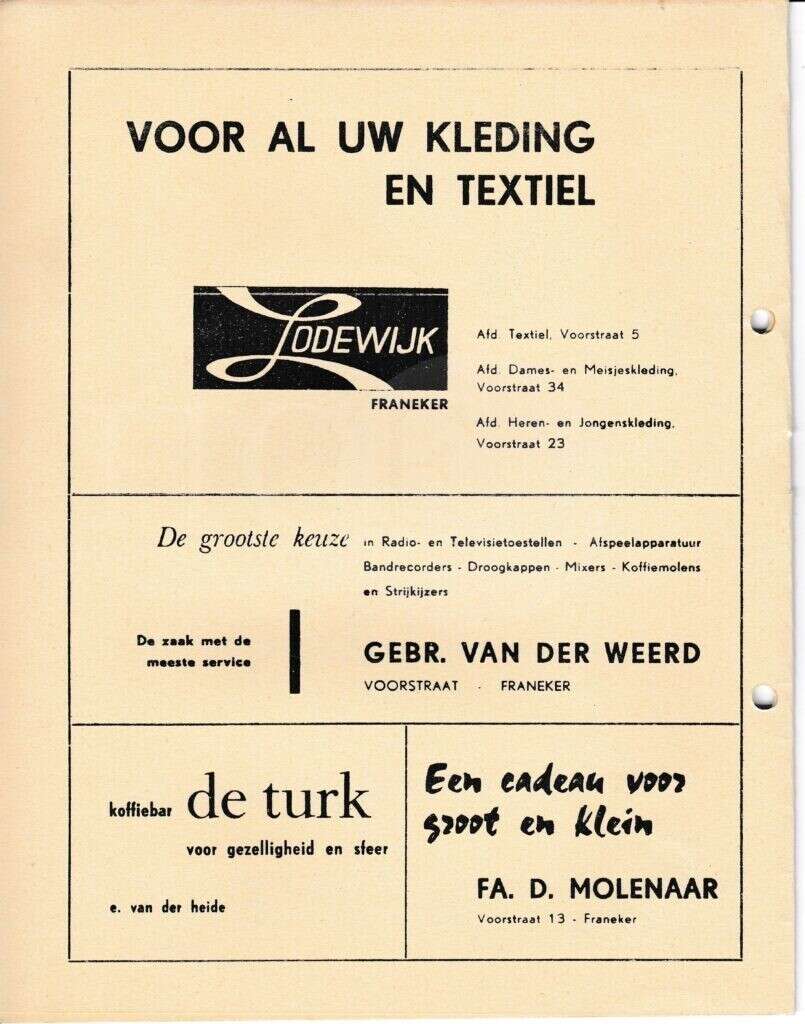 VOOR AL UW KLEDING
EN TEXTIEL
LODEWIJK
FRANEKER
Afd. Textiel, Voorstraat 5
Afd. Dames- en Meisjeskleding,
Voorstraat 34
Afd. Heren- en Jongenskleding,
Voorstraat 23
De grootste keuze in Radio- en Televisietoestellen - Afspeelapparatuur
Bandrecorders - Droogkappen - Mixers - Koffiemolens
en Strijkijzers
De zaak met de
meeste service
GEBR. VAN DER WEERD
VOORSTRAAT - FRANEKER
koffiebar de turk
voor gezelligheid en sfeer
e. van der heide
Een cadeau voor
groot en klein
FA. D. MOLENAAR
Voorstraat 13 - Franeker